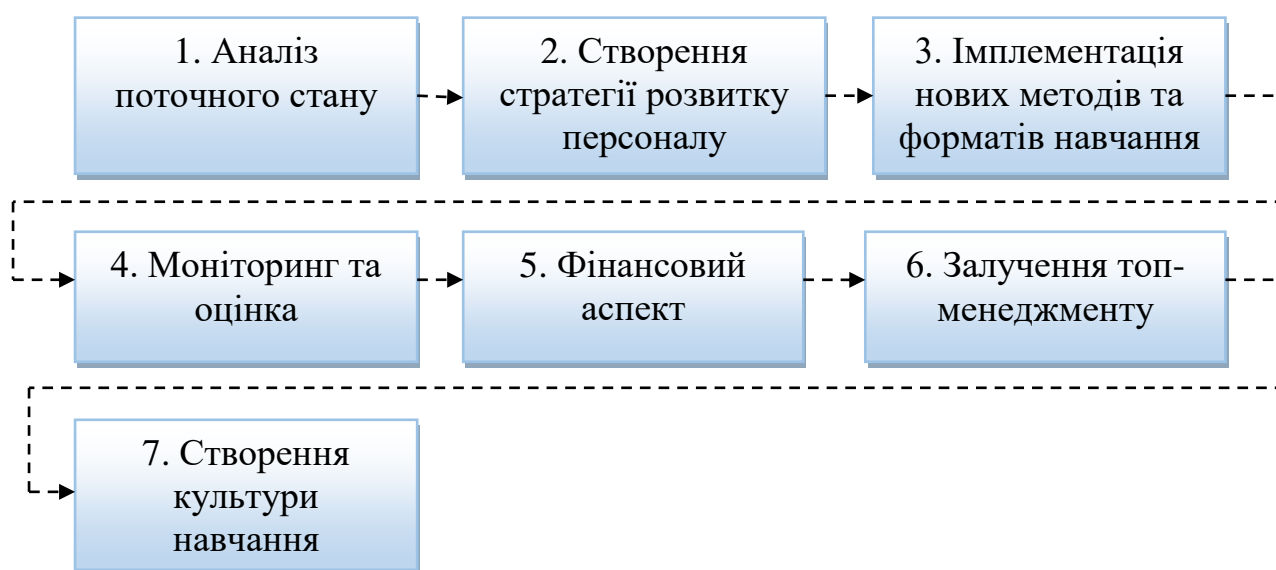 1. Аналіз
поточного стану
2. Створення
стратегії розвитку
персоналу
3. Імплементація
нових методів та
форматів навчання
4. Моніторинг та
оцінка
5. Фінансовий
аспект
6. Залучення топ-
менеджменту
7. Створення
культури
навчання